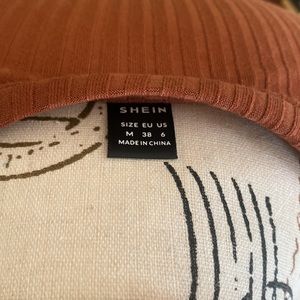 SHEIN
SIZE EU US
M 38 6
MADE IN CHINA